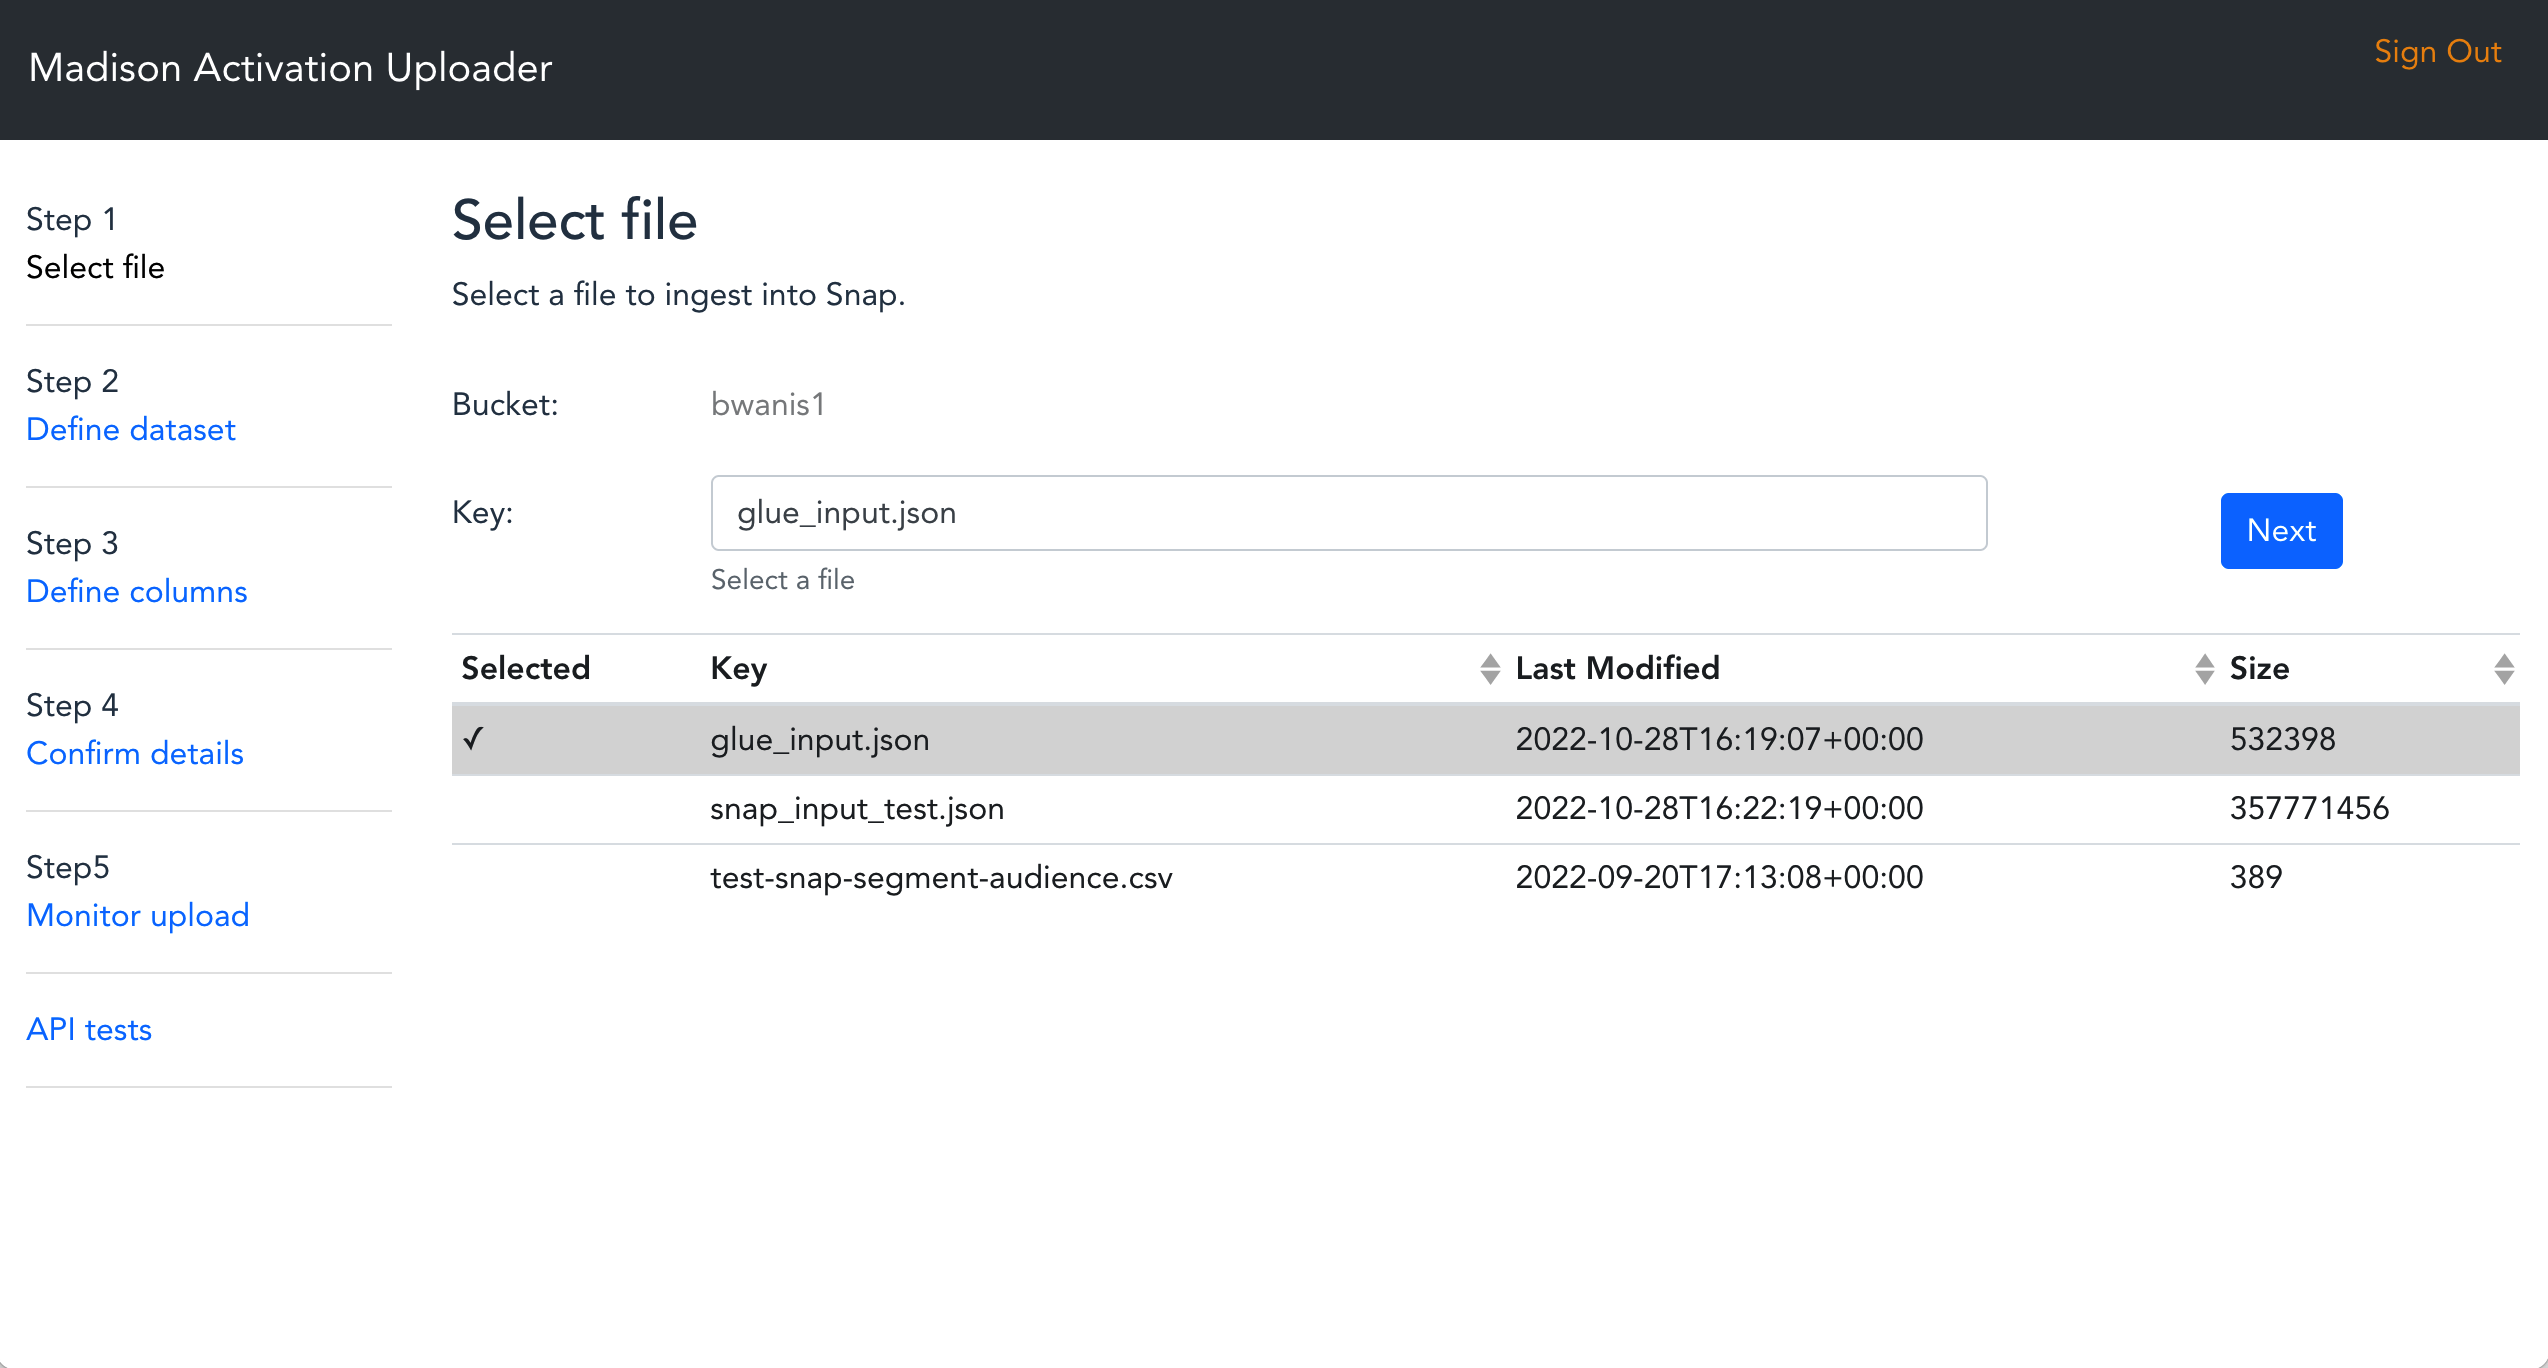 Madison Activation Uploader
Sign Out
Step 1
Select file
Step 2
Define dataset
Step 3
Define columns
Step 4
Confirm details
Step5
Monitor upload
API tests
Select file
Select a file to ingest into Snap.
Bucket: bwanis1
Key: glue_input.json
Select a file
Next
Selected Key Last Modified Size
✓ glue_input.json 2022-10-28T16:19:07+00:00 532398
snap_input_test.json 2022-10-28T16:22:19+00:00 357771456
test-snap-segment-audience.csv 2022-09-20T17:13:08+00:00 389